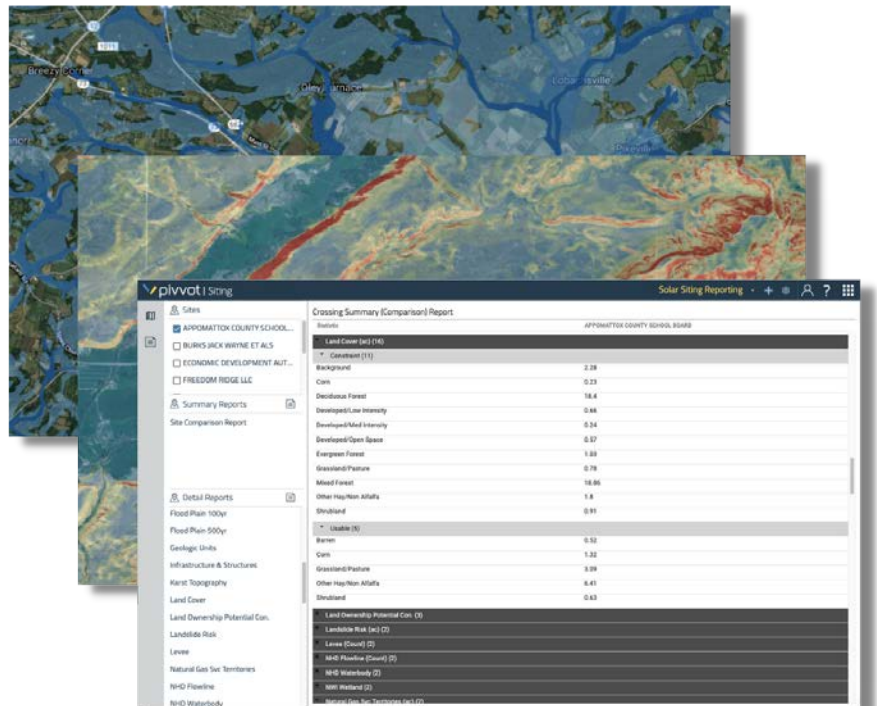 Breezy Corner
73
662
Oley Furnace
Lobachsville
Pikeville
pivvot | Siting
Solar Siting Reporting
Sites
APPOMATTOX COUNTY SCHOOL...
BURKS JACK WAYNE ET ALS
ECONOMIC DEVELOPMENT AUT...
FREEDOM RIDGE LLC
Summary Reports
Site Comparison Report
Detail Reports
Flood Plain 100yr
Flood Plain 500yr
Geologic Units
Infrastructure & Structures
Karst Topography
Land Cover
Land Ownership Potential Con.
Landslide Risk
Levee
Natural Gas Svc Territories
NHD Flowline
NHD Waterbody
Crossing Summary (Comparison) Report
Statistic APPOMATTOX COUNTY SCHOOL BOARD
Land Cover (ac) (16)
Constraint (11)
Background 2.28
Corn 0.23
Deciduous Forest 18.4
Developed/Low Intensity 0.66
Developed/Med Intensity 0.24
Developed/Open Space 0.57
Evergreen Forest 1.03
Grassland/Pasture 0.78
Mixed Forest 18.06
Other Hay/Non Alfalfa 1.8
Shrubland 0.91
Usable (5)
Barren 0.52
Corn 1.32
Grassland/Pasture 3.09
Other Hay/Non Alfalfa 6.41
Shrubland 0.63
Land Ownership Potential Con. (3)
Landslide Risk (ac) (2)
Levee (Count) (2)
NHD Flowline (Count) (2)
NHD Waterbody (2)
NWI Wetland (2)
Natural Gas Svc Territories (ac) (2)